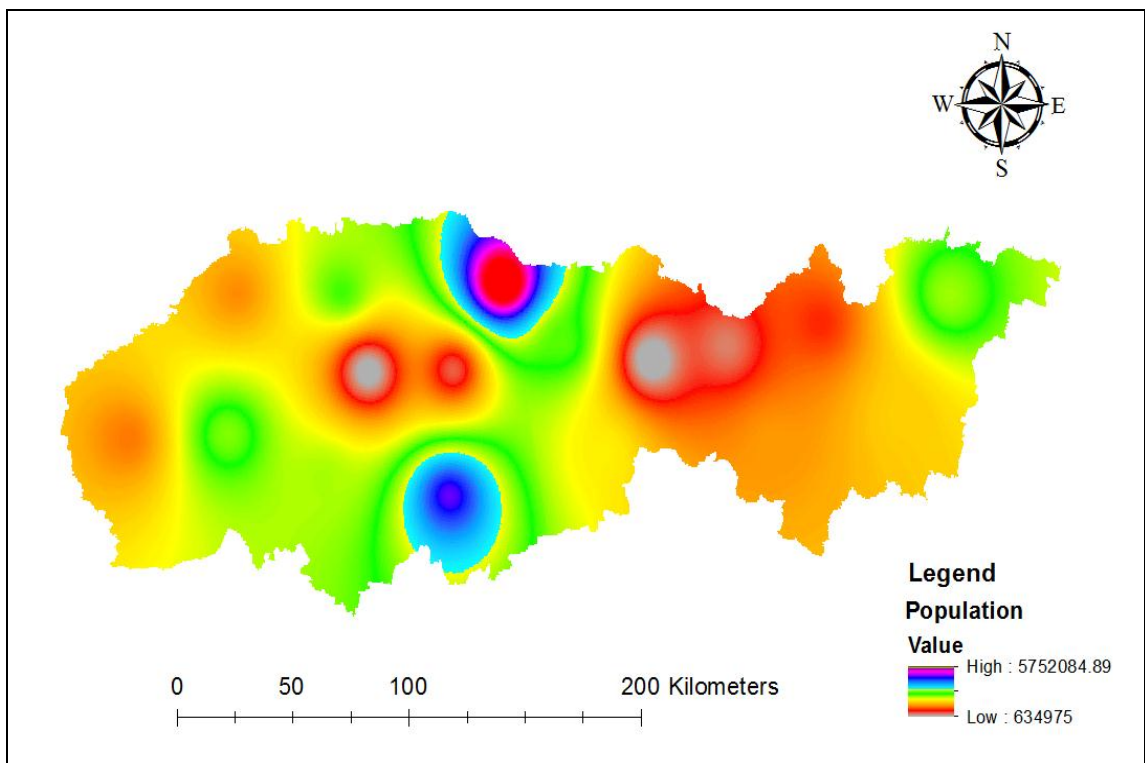 N
W E
S
Legend
Population
Value
High : 5752084.89
Low : 634975
0 50 100 200 Kilometers